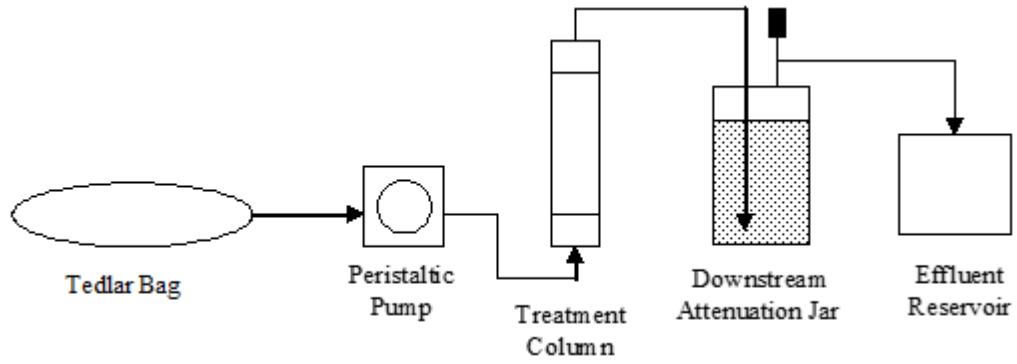 Tedlar Bag
Peristaltic
Pump
Treatment
Column
Downstream
Attenuation Jar
Effluent
Reservoir